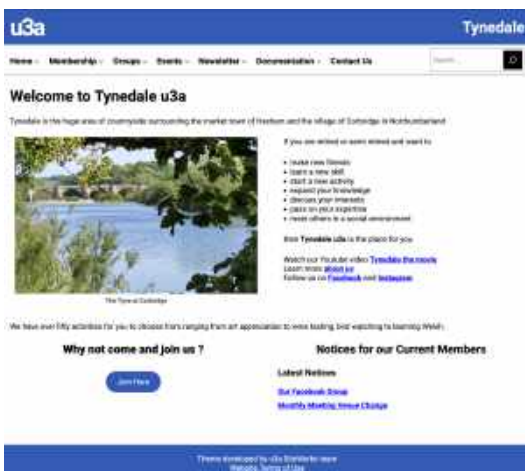 u3a
Tynedale
Home Membership Groups Events Newsletter Documentation Contact Us
Search
Welcome to Tynedale u3a
Tynedale is the huge area of countryside surrounding the market town of Hexham and the village of Corbridge in Northumberland
If you are retired or semi retired and want to
• make new friends
• learn a new skill
• start a new activity
• expand your knowledge
• discuss your interests
• pass on your expertise
• meet others in a social environment
then Tynedale u3a is the place for you
Watch our Youtube video Tynedale the movie
Learn more about us
Follow us on Facebook and Instagram
The Tyne at Corbridge
We have over fifty activities for you to choose from ranging from art appreciation to wine tasting, bird watching to learning Welsh.
Why not come and join us ?
Notices for our Current Members
Join Here
Latest Notices
Our Facebook Group
Monthly Meeting Venue Change
Theme developed by u3a SiteWorks team
Website Terms of Use